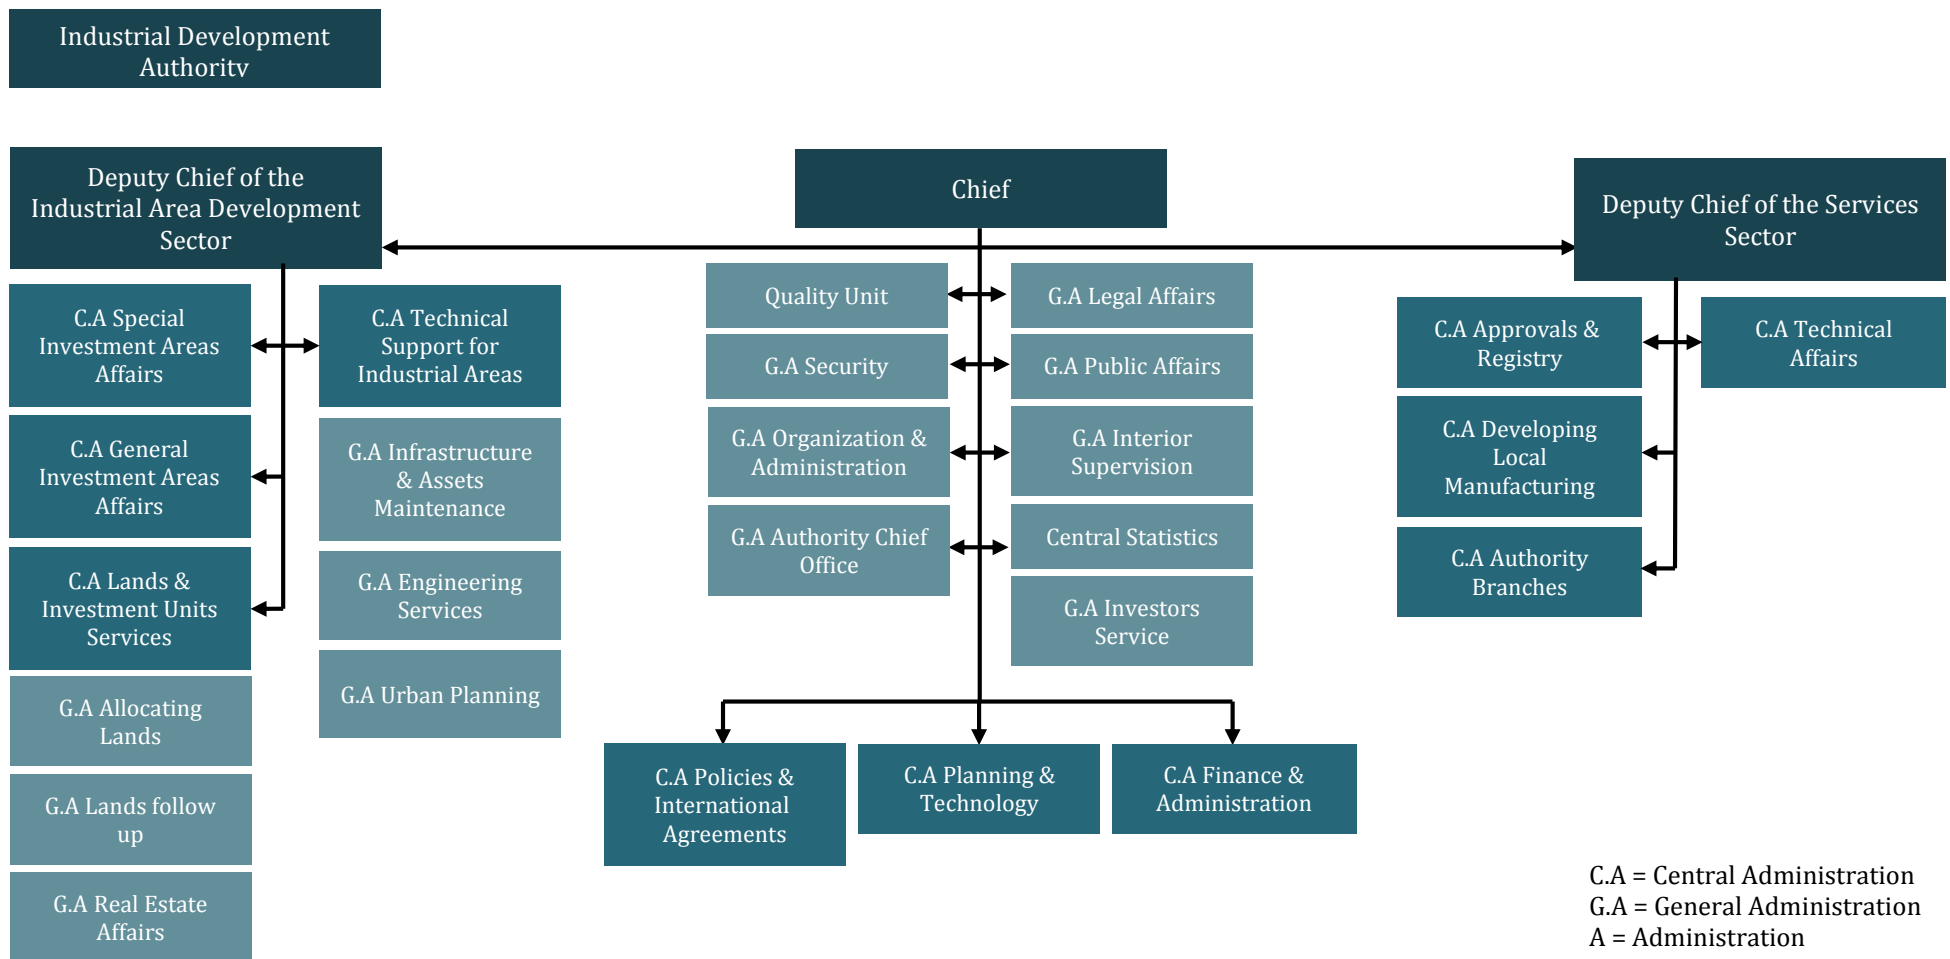 Industrial Development
Authority
Deputy Chief of the
Industrial Area Development
Sector
Chief
Deputy Chief of the Services
Sector
C.A Special
Investment Areas
Affairs
C.A Technical
Support for
Industrial Areas
C.A General
Investment Areas
Affairs
G.A Infrastructure
& Assets
Maintenance
C.A Lands &
Investment Units
Services
G.A Engineering
Services
G.A Allocating
Lands
G.A Urban Planning
G.A Lands follow
up
G.A Real Estate
Affairs
Quality Unit
G.A Legal Affairs
G.A Security
G.A Public Affairs
G.A Organization &
Administration
G.A Interior
Supervision
G.A Authority Chief
Office
Central Statistics
G.A Investors
Service
C.A Policies &
International
Agreements
C.A Planning &
Technology
C.A Finance &
Administration
C.A Approvals &
Registry
C.A Technical
Affairs
C.A Developing
Local
Manufacturing
C.A Authority
Branches
C.A = Central Administration
G.A = General Administration
A = Administration